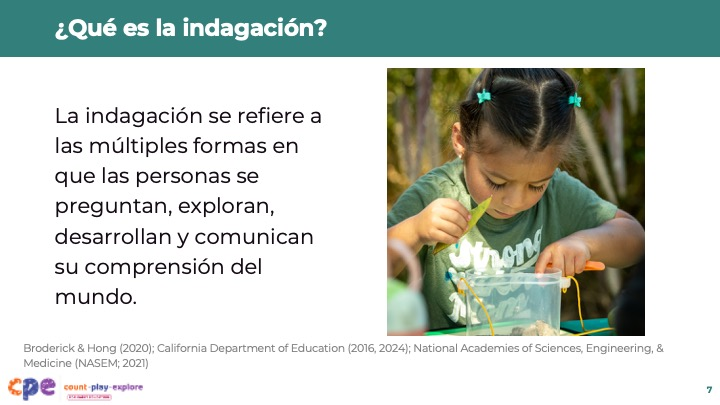 ¿Qué es la indagación?
La indagación se refiere a
las múltiples formas en
que las personas se
preguntan, exploran,
desarrollan y comunican
su comprensión del
mundo.
Strong
Broderick & Hong (2020); California Department of Education (2016, 2024); National Academies of Sciences, Engineering, &
Medicine (NASEM; 2021)
cpe count·play·explore
7